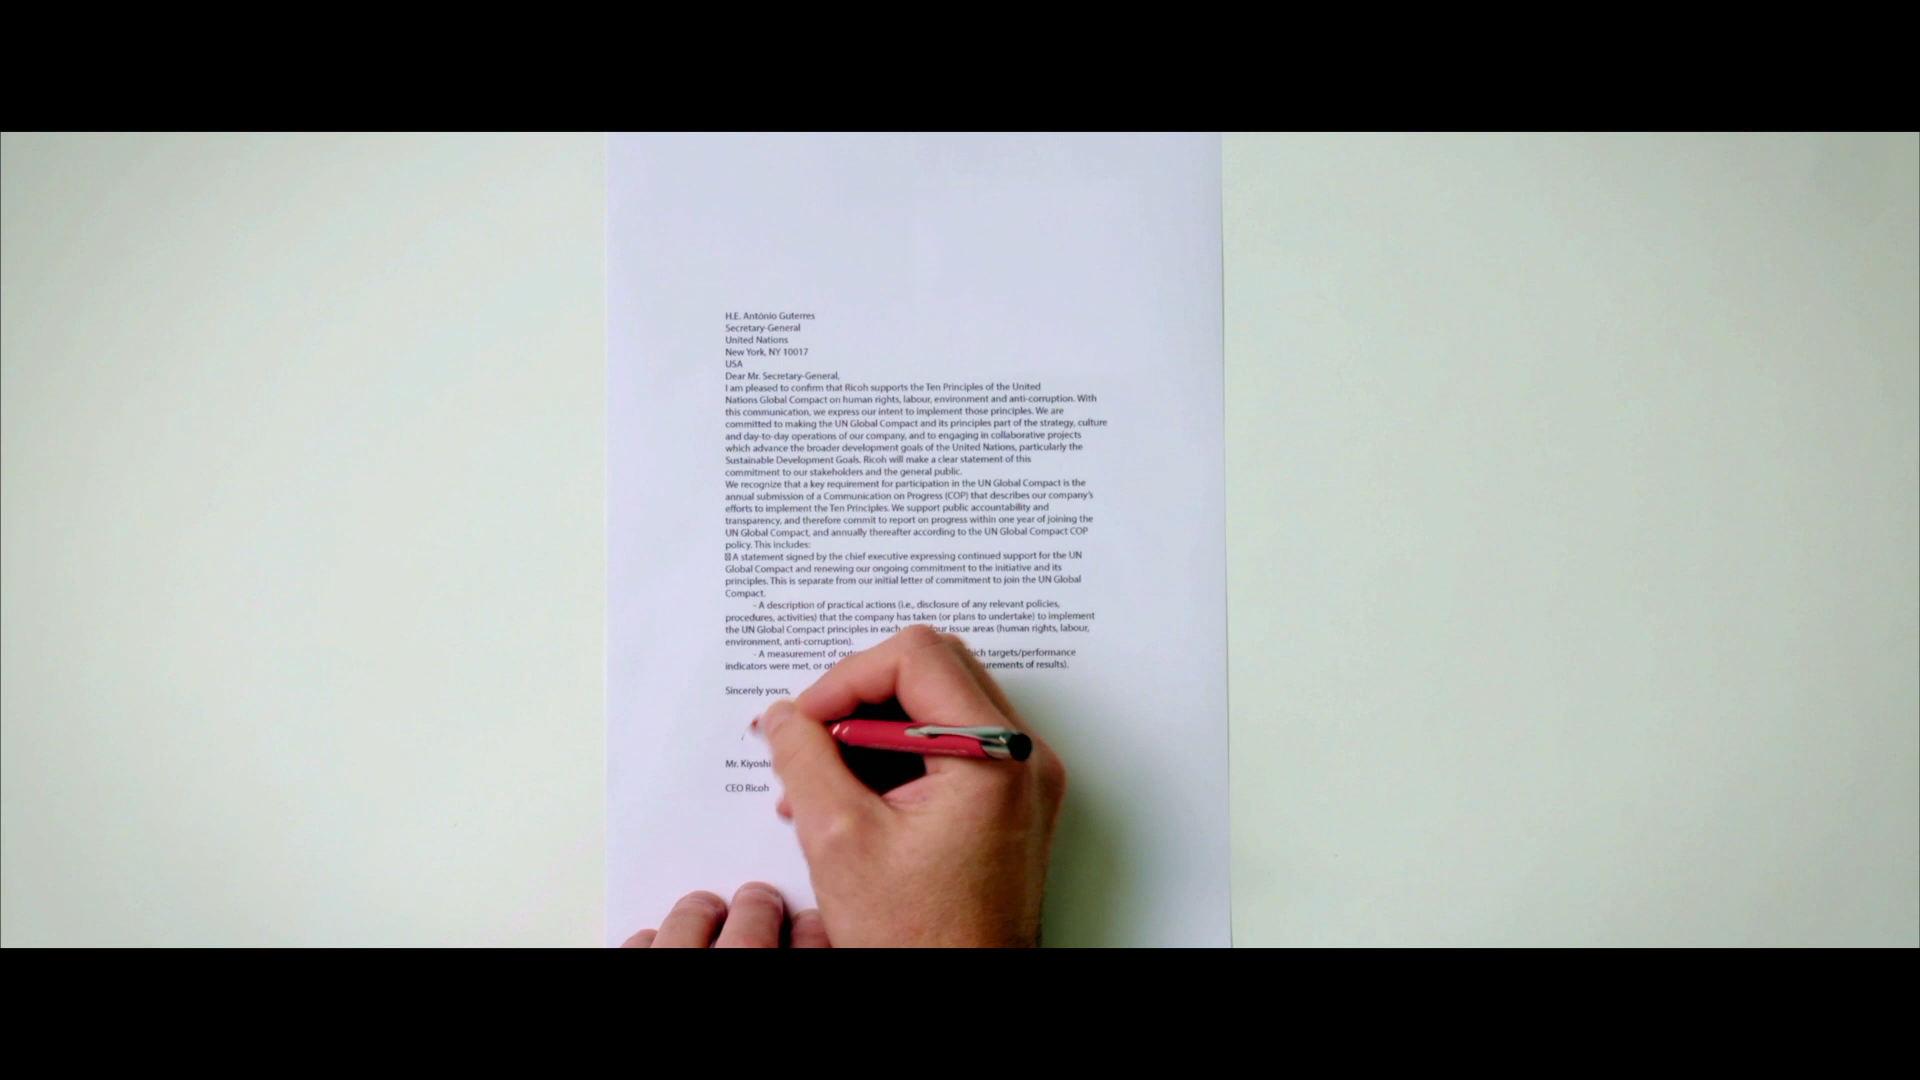 H.E. António Guterres
Secretary-General
United Nations
New York, NY 10017
USA
Dear Mr. Secretary-General,
I am pleased to confirm that Ricoh supports the Ten Principles of the United
Nations Global Compact on human rights, labour, environment and anti-corruption. With
this communication, we express our intent to implement those principles. We are
committed to making the UN Global Compact and its principles part of the strategy, culture
and day-to-day operations of our company, and to engaging in collaborative projects
which advance the broader development goals of the United Nations, particularly the
Sustainable Development Goals. Ricoh will make a clear statement of this
commitment to our stakeholders and the general public.
We recognize that a key requirement for participation in the UN Global Compact is the
annual submission of a Communication on Progress (COP) that describes our company's
efforts to implement the Ten Principles. We support public accountability and
transparency, and therefore commit to report on progress within one year of joining the
UN Global Compact, and annually thereafter according to the UN Global Compact COP
policy. This includes:
A statement signed by the chief executive expressing continued support for the UN
Global Compact and renewing our ongoing commitment to the initiative and its
principles. This is separate from our initial letter of commitment to join the UN Global
Compact.
- A description of practical actions (i.e., disclosure of any relevant policies,
procedures, activities) that the company has taken (or plans to undertake) to implement
the UN Global Compact principles in each four issue areas (human rights, labour,
environment, anti-corruption).
- A measurement of targets/performance
indicators were met, or of results).
Sincerely yours,
Mr. Kiyoshi
CEO Ricoh